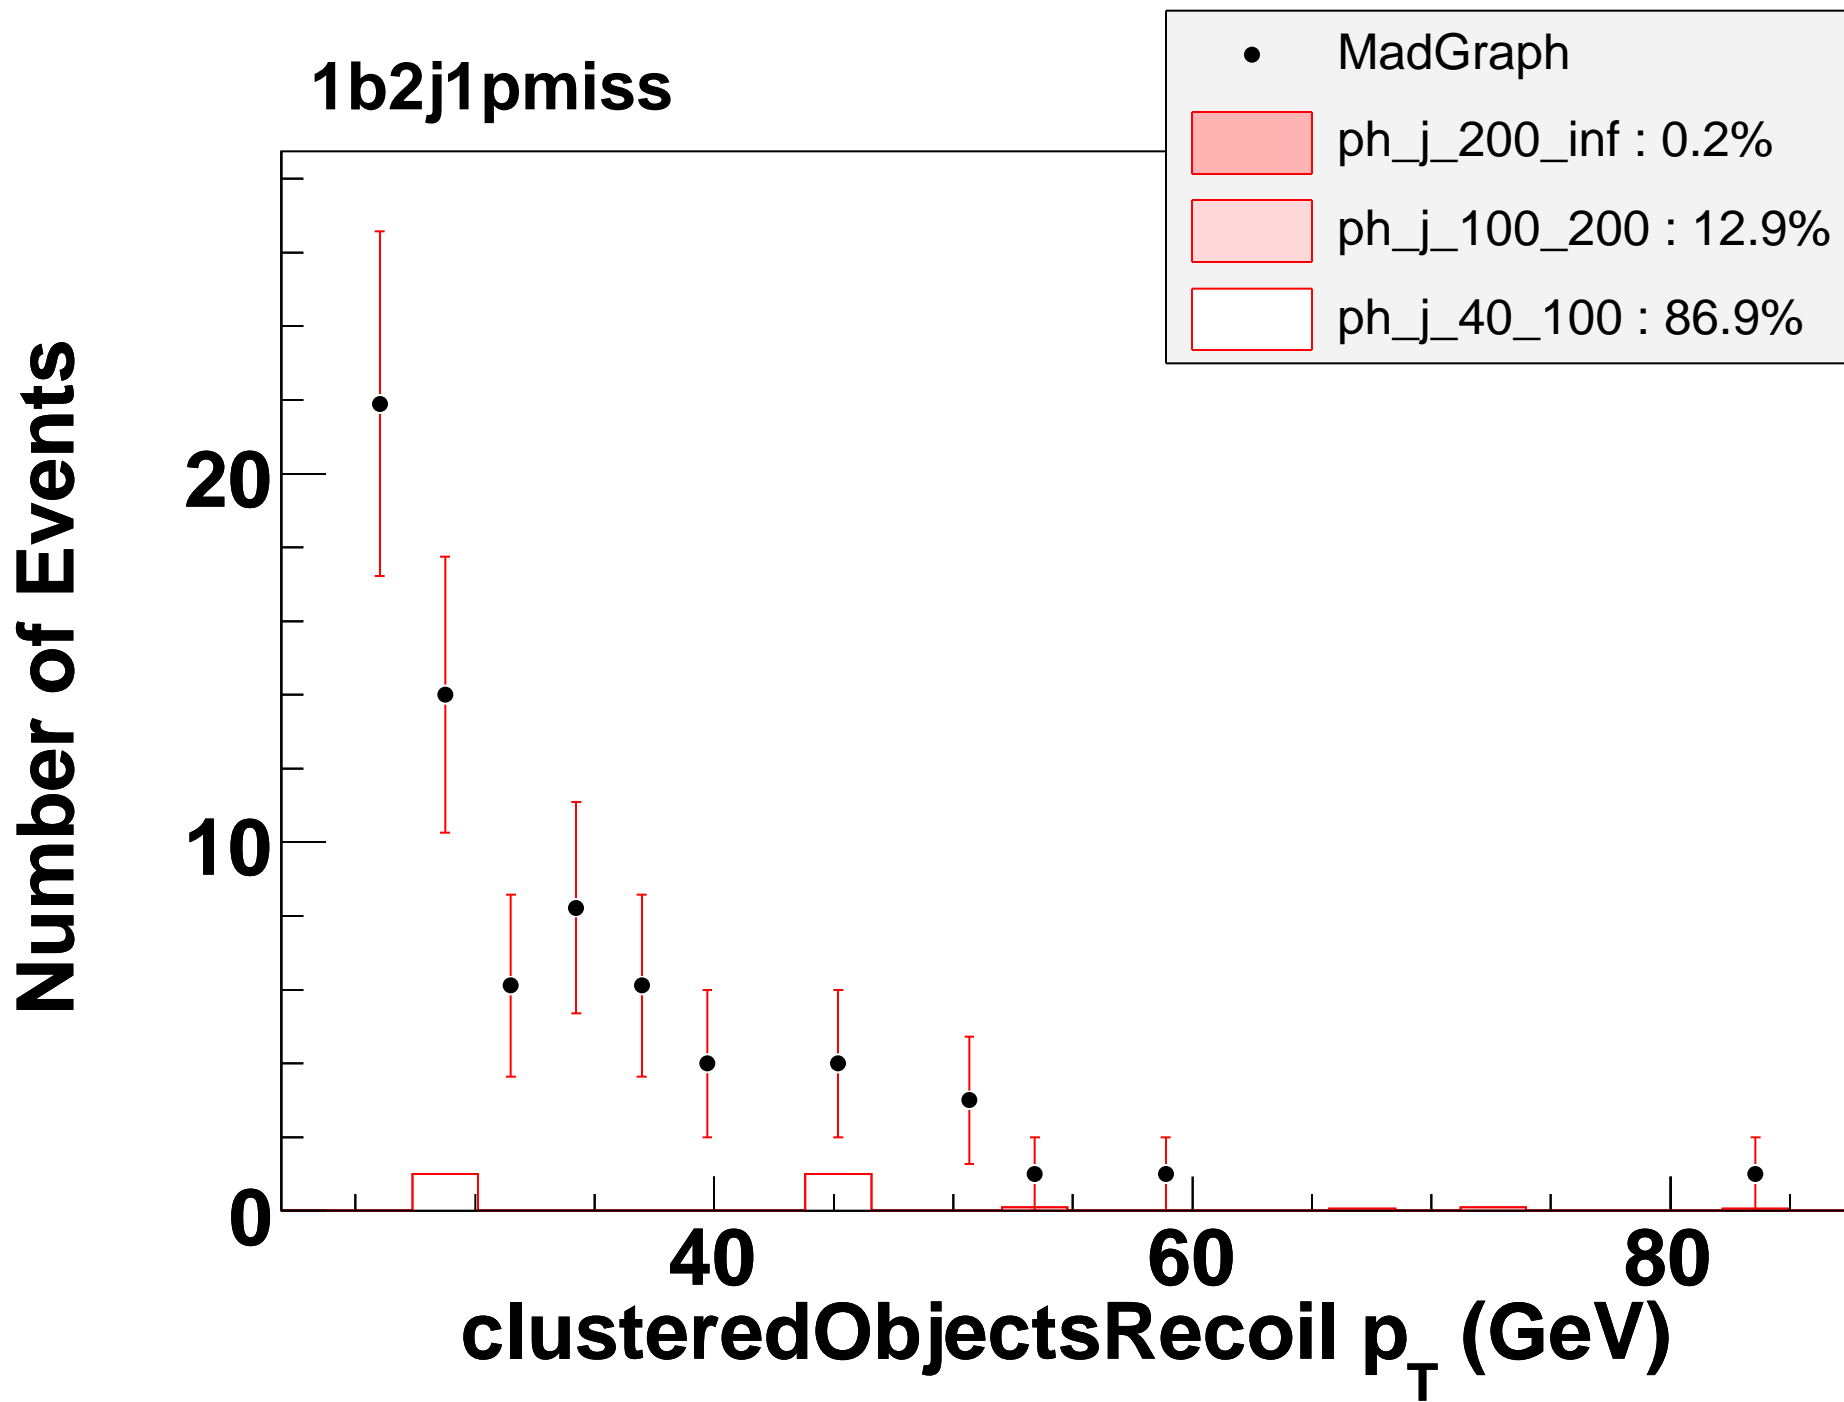 1b2j1pmiss
MadGraph
ph_j_200_inf : 0.2%
ph_j_100_200 : 12.9%
ph_j_40_100 : 86.9%
Number of Events
20
10
0
40 60 80
clusteredObjectsRecoil p_T (GeV)